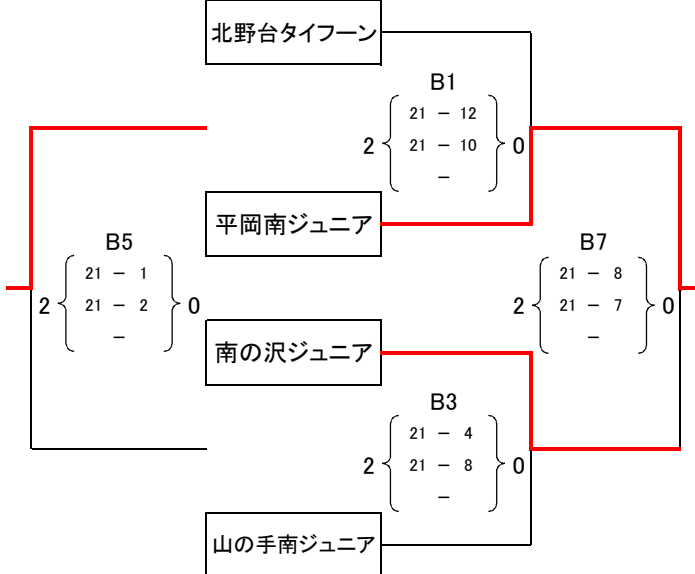 北野台タイフーン
B1
21 － 12
2 21 － 10 0
－
平岡南ジュニア
B5
21 － 1
2 21 － 2 0
－
B7
21 － 8
2 21 － 7 0
－
南の沢ジュニア
B3
21 － 4
2 21 － 8 0
－
山の手南ジュニア